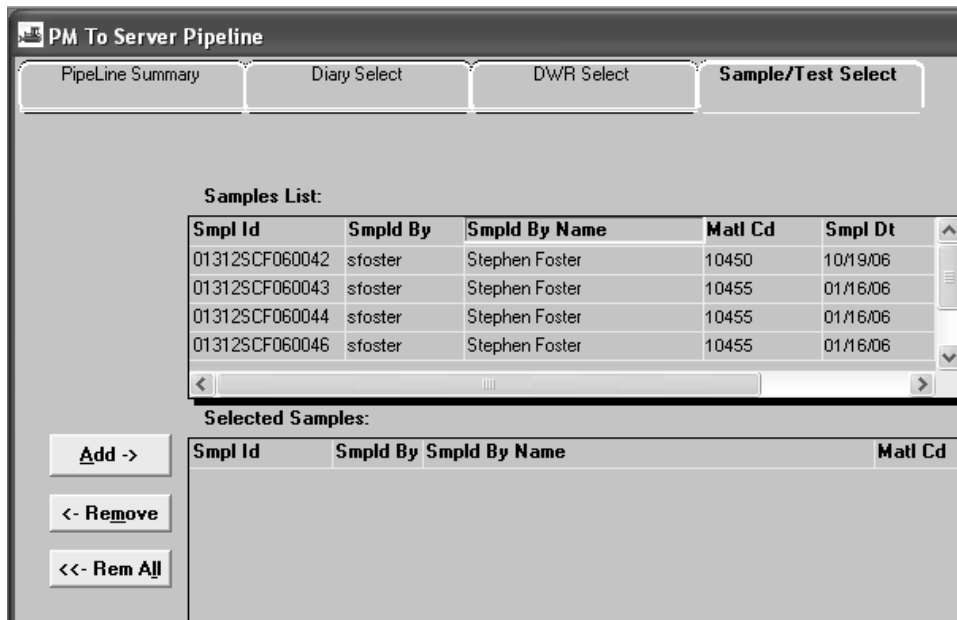 PM To Server Pipeline
PipeLine Summary Diary Select DWR Select Sample/Test Select
Samples List:
Smpl Id Smpld By Smpld By Name Matl Cd Smpl Dt
01312SCF060042 sfoster Stephen Foster 10450 10/19/06
01312SCF060043 sfoster Stephen Foster 10455 01/16/06
01312SCF060044 sfoster Stephen Foster 10455 01/16/06
01312SCF060046 sfoster Stephen Foster 10455 01/16/06
Selected Samples:
Smpl Id Smpld By Smpld By Name Matl Cd
Add ->
<- Remove
<<- Rem All